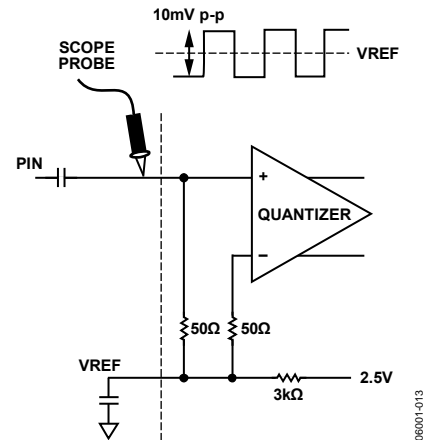 10mV p-p
VREF
SCOPE
PROBE
PIN
+
QUANTIZER
−
50Ω
50Ω
VREF
2.5V
3kΩ
06001-013